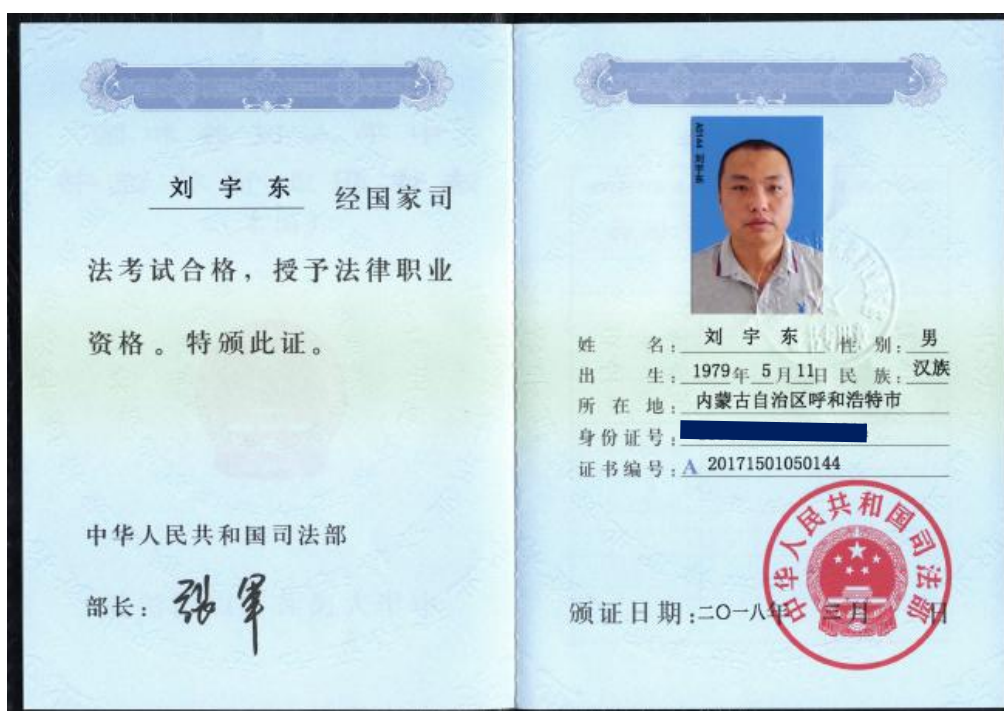 刘宇东 经国家司
法考试合格，授予法律职业
资格。特颁此证。
中华人民共和国司法部
部长：张军
A0144 刘宇东
姓名：刘宇东 性别：男
出生：1979年5月11日 民族：汉族
所在地：内蒙古自治区呼和浩特市
身份证号：
证书编号：A 20171501050144
中华人民共和国司法部
颁证日期：二〇一八年三月 日